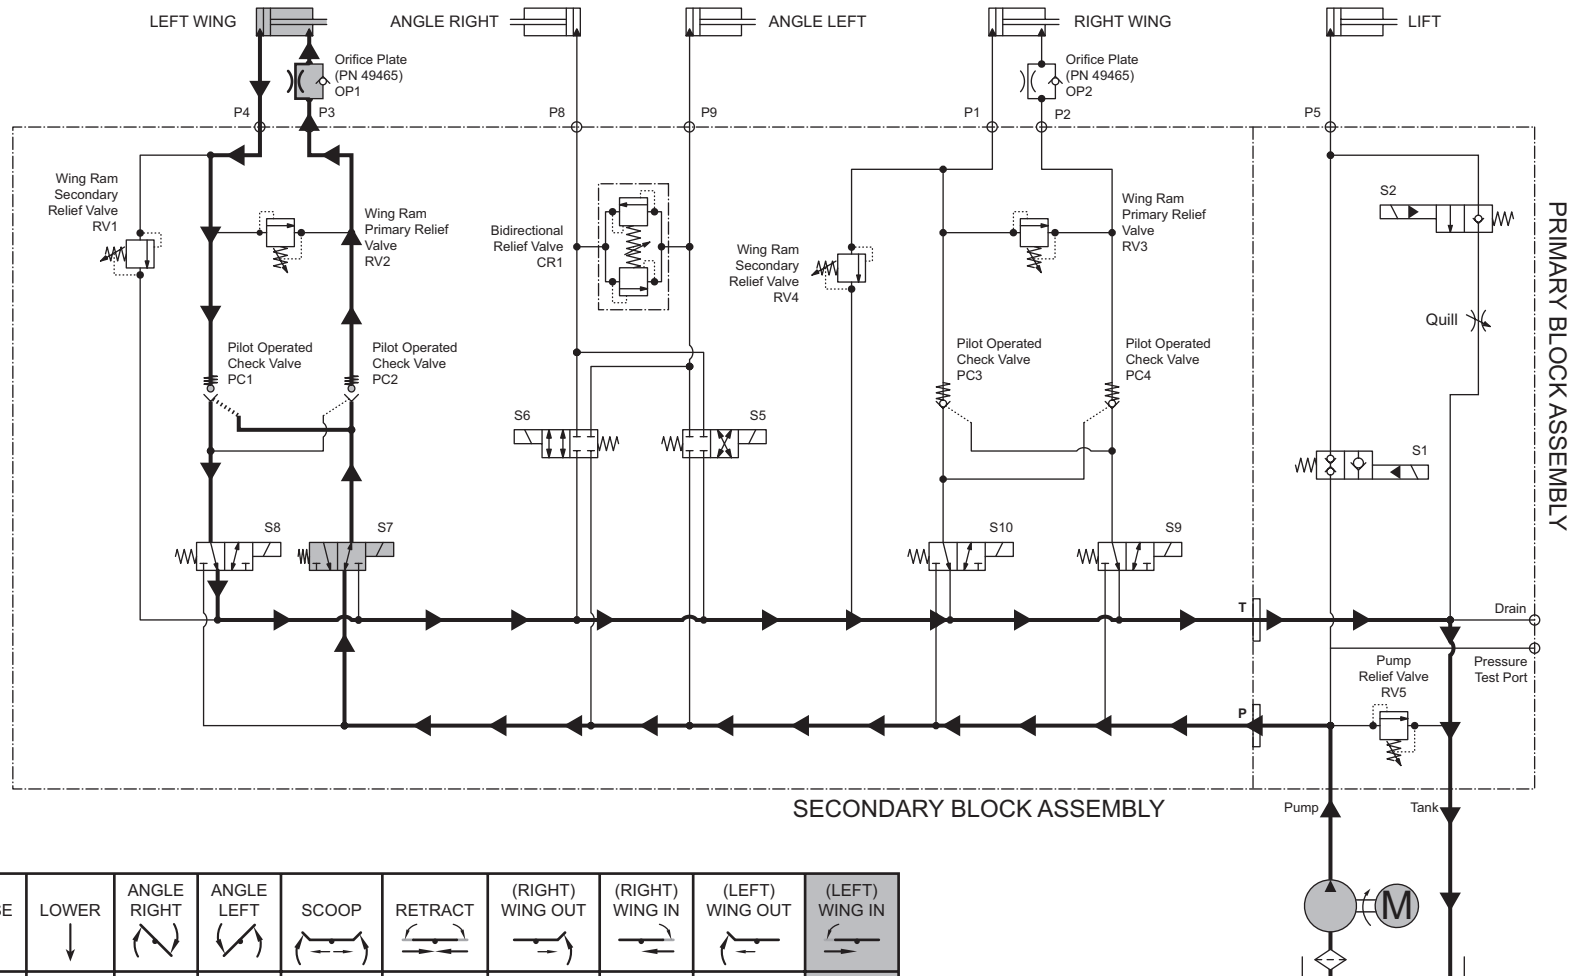 LEFT WING
ANGLE RIGHT
ANGLE LEFT
RIGHT WING
LIFT
Orifice Plate
(PN 49465)
OP1
Orifice Plate
(PN 49465)
OP2
P4
P3
P8
P9
P1
P2
P5
Wing Ram
Secondary
Relief Valve
RV1
Wing Ram
Primary Relief
Valve
RV2
Bidirectional
Relief Valve
CR1
Wing Ram
Secondary
Relief Valve
RV4
Wing Ram
Primary Relief
Valve
RV3
S2
Quill
PRIMARY BLOCK ASSEMBLY
Pilot Operated
Check Valve
PC1
Pilot Operated
Check Valve
PC2
Pilot Operated
Check Valve
PC3
Pilot Operated
Check Valve
PC4
S6
S5
S1
S8
S7
S10
S9
T
Drain
Pressure
Test Port
Pump
Relief Valve
RV5
P
SECONDARY BLOCK ASSEMBLY
Pump
Tank
M
SE
LOWER
ANGLE
RIGHT
ANGLE
LEFT
SCOOP
RETRACT
(RIGHT)
WING OUT
(RIGHT)
WING IN
(LEFT)
WING OUT
(LEFT)
WING IN